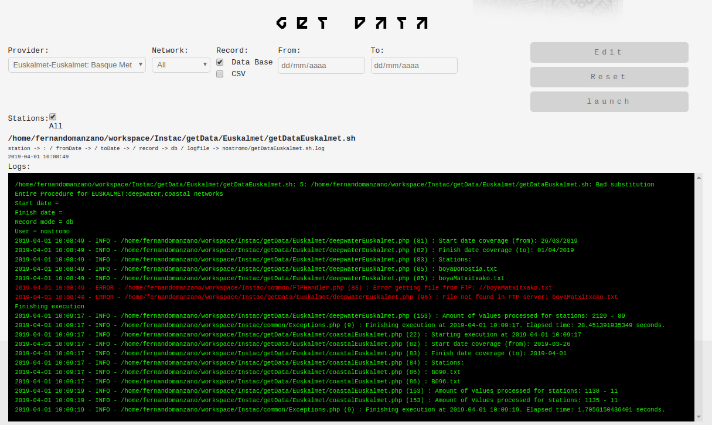 GET DATA
Provider: Network: Record: From: To:
Euskalmet-Euskalmet: Basque Met All Data Base dd/mm/aaaa dd/mm/aaaa
CSV
Edit
Reset
launch
Stations:
All
/home/fernandomanzano/workspace/Instac/getData/Euskalmet/getDataEuskalmet.sh
station -> : / fromDate -> / toDate -> / record -> db / logfile -> nostromo/getDataEuskalmet.sh.log
2019-04-01 10:08:49
Logs:
/home/fernandomanzano/workspace/Instac/getData/Euskalmet/getDataEuskalmet.sh: 5: /home/fernandomanzano/workspace/Instac/getData/Euskalmet/getDataEuskalmet.sh: Bad substitution
Entire Procedure for EUSKALMET:deepwater,coastal networks
Start date =
Finish date =
Record mode = db
User = nostromo
2019-04-01 10:08:49 - INFO - /home/fernandomanzano/workspace/Instac/getData/Euskalmet/deepwaterEuskalmet.php (81) : Start date coverage (from): 26/03/2019
2019-04-01 10:08:49 - INFO - /home/fernandomanzano/workspace/Instac/getData/Euskalmet/deepwaterEuskalmet.php (82) : Finish date coverage (to): 01/04/2019
2019-04-01 10:08:49 - INFO - /home/fernandomanzano/workspace/Instac/getData/Euskalmet/deepwaterEuskalmet.php (83) : Stations:
2019-04-01 10:08:49 - INFO - /home/fernandomanzano/workspace/Instac/getData/Euskalmet/deepwaterEuskalmet.php (85) : boyaDonostia.txt
2019-04-01 10:08:49 - INFO - /home/fernandomanzano/workspace/Instac/getData/Euskalmet/deepwaterEuskalmet.php (85) : boyaMatxitxako.txt
2019-04-01 10:08:49 - ERROR - /home/fernandomanzano/workspace/Instac/common/FTPHandler.php (88) : Error getting file from FTP: //boyaMatxitxako.txt
2019-04-01 10:08:49 - ERROR - /home/fernandomanzano/workspace/Instac/getData/Euskalmet/deepwaterEuskalmet.php (96) : File not found in FTP server; boyaMatxitxako.txt
Finishing execution
2019-04-01 10:09:17 - INFO - /home/fernandomanzano/workspace/Instac/getData/Euskalmet/deepwaterEuskalmet.php (153) : Amount of values processed for stations: 2120 - 80
2019-04-01 10:09:17 - INFO - /home/fernandomanzano/workspace/Instac/common/Exceptions.php (9) : Finishing execution at 2019-04-01 10:09:17. Elapsed time: seconds.
2019-04-01 10:09:17 - INFO - /home/fernandomanzano/workspace/Instac/getData/Euskalmet/coastalEuskalmet.php (22) : Starting execution at 2019-04-01 10:09:17
2019-04-01 10:09:17 - INFO - /home/fernandomanzano/workspace/Instac/getData/Euskalmet/coastalEuskalmet.php (82) : Start date coverage (from): 2019-03-26
2019-04-01 10:09:17 - INFO - /home/fernandomanzano/workspace/Instac/getData/Euskalmet/coastalEuskalmet.php (83) : Finish date coverage (to): 2019-04-01
2019-04-01 10:09:17 - INFO - /home/fernandomanzano/workspace/Instac/getData/Euskalmet/coastalEuskalmet.php (84) : Stations:
2019-04-01 10:09:17 - INFO - /home/fernandomanzano/workspace/Instac/getData/Euskalmet/coastalEuskalmet.php (86) :
2019-04-01 10:09:17 - INFO - /home/fernandomanzano/workspace/Instac/getData/Euskalmet/coastalEuskalmet.php (86) :
2019-04-01 10:09:19 - INFO - /home/fernandomanzano/workspace/Instac/getData/Euskalmet/coastalEuskalmet.php (153) : Amount of values processed for stations: 1130 - 11
2019-04-01 10:09:19 - INFO - /home/fernandomanzano/workspace/Instac/getData/Euskalmet/coastalEuskalmet.php (153) : Amount of values processed for stations: 1135 - 11
2019-04-01 10:09:19 - INFO - /home/fernandomanzano/workspace/Instac/common/Exceptions.php (9) : Finishing execution at 2019-04-01 10:09:19. Elapsed time: seconds.